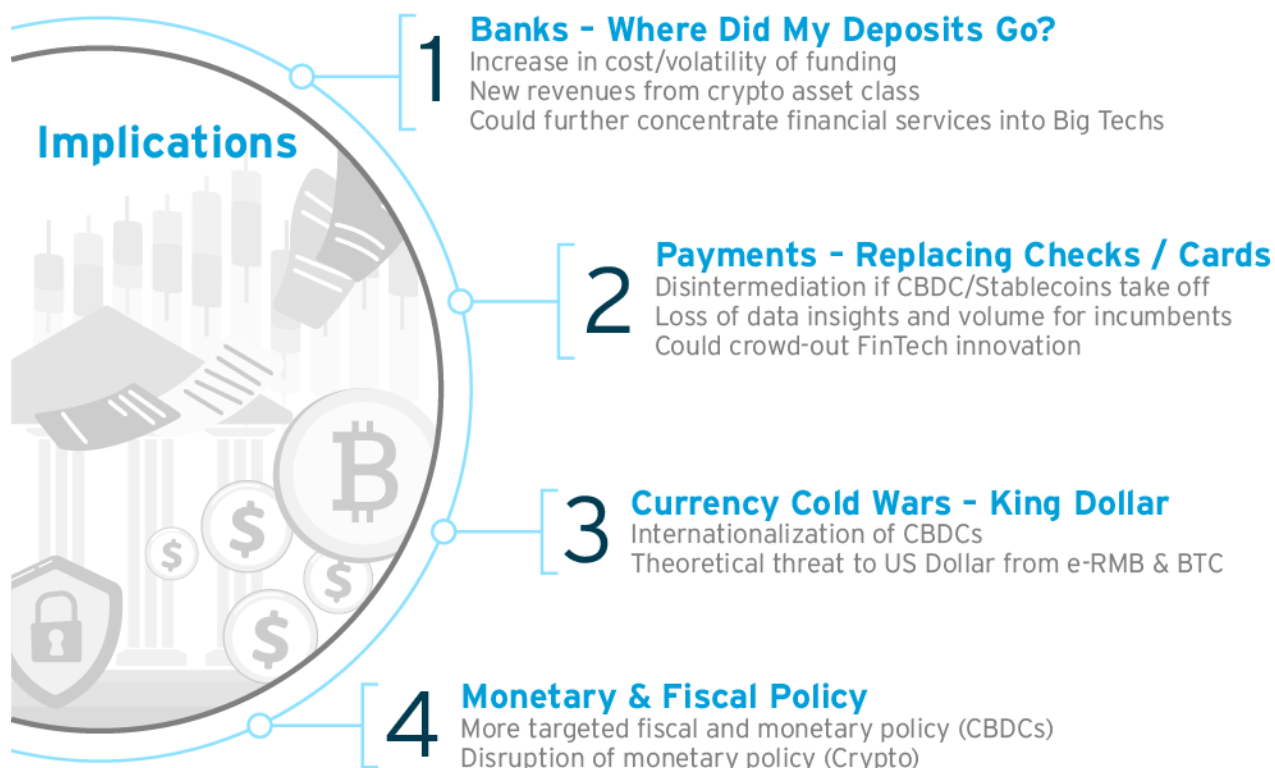 Implications
1
Banks – Where Did My Deposits Go?
Increase in cost/volatility of funding
New revenues from crypto asset class
Could further concentrate financial services into Big Techs
2
Payments – Replacing Checks / Cards
Disintermediation if CBDC/Stablecoins take off
Loss of data insights and volume for incumbents
Could crowd-out FinTech innovation
3
Currency Cold Wars – King Dollar
Internationalization of CBDCs
Theoretical threat to US Dollar from e-RMB & BTC
4
Monetary & Fiscal Policy
More targeted fiscal and monetary policy (CBDCs)
Disruption of monetary policy (Crypto)